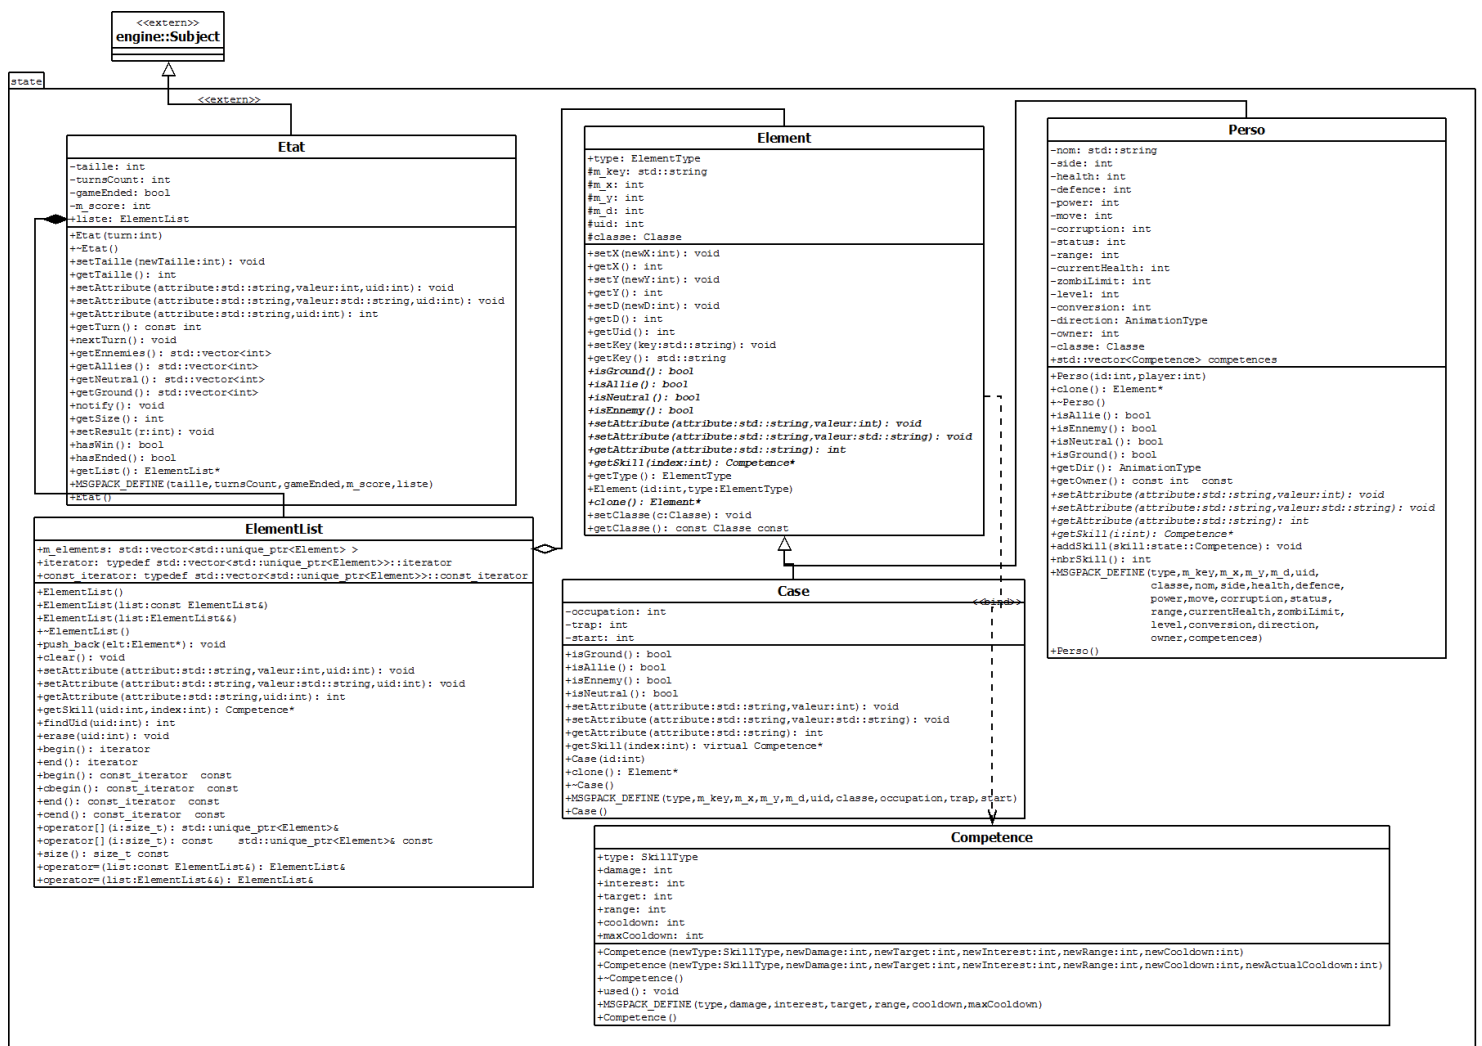 <<extern>>
engine::Subject
state
<<extern>>
Etat
-taille: int
-turnsCount: int
-gameEnded: bool
-m_score: int
+liste: ElementList
+Etat(turn:int)
+~Etat()
+setTaille(newTaille:int): void
+getTaille(): int
+setAttribute(attribute:std::string,valeur:int,uid:int): void
+setAttribute(attribute:std::string,valeur:std::string,uid:int): void
+getAttribute(attribute:std::string,uid:int): int
+getTurn(): const int
+nextTurn(): void
+getEnnemies(): std::vector<int>
+getAllies(): std::vector<int>
+getNeutral(): std::vector<int>
+getGround(): std::vector<int>
+notify(): void
+getSize(): int
+setResult(r:int): void
+hasWin(): bool
+hasEnded(): bool
+getList(): ElementList*
+MSGPACK_DEFINE(taille,turnsCount,gameEnded,m_score,liste)
+Etat()
ElementList
+m_elements: std::vector<std::unique_ptr<Element> >
+iterator: typedef std::vector<std::unique_ptr<Element>>::iterator
+const_iterator: typedef std::vector<std::unique_ptr<Element>>::const_iterator
+ElementList()
+ElementList(list:const ElementList&)
+ElementList(list:ElementList&&)
+~ElementList()
+push_back(elt:Element*): void
+clear(): void
+setAttribute(attribut:std::string,valeur:int,uid:int): void
+setAttribute(attribut:std::string,valeur:std::string,uid:int): void
+getAttribute(attribut:std::string,uid:int): int
+getSkill(uid:int,index:int): Competence*
+findUid(uid:int): int
+erase(uid:int): void
+begin(): iterator
+end(): iterator
+begin(): const_iterator const
+cbegin(): const_iterator const
+end(): const_iterator const
+cend(): const_iterator const
+operator[](i:size_t): std::unique_ptr<Element>&
+operator[](i:size_t): const std::unique_ptr<Element>& const
+size(): size_t const
+operator=(list:const ElementList&): ElementList&
+operator=(list:ElementList&&): ElementList&
Element
+type: ElementType
#m_key: std::string
#m_x: int
#m_y: int
#m_d: int
#uid: int
#classe: Classe
+setX(newX:int): void
+getX(): int
+setY(newY:int): void
+getY(): int
+setD(newD:int): void
+getD(): int
+getUid(): int
+setKey(key:std::string): void
+getKey(): std::string
+isGround(): bool
+isAllie(): bool
+isNeutral(): bool
+isEnnemy(): bool
+setAttribute(attribute:std::string,valeur:int): void
+setAttribute(attribute:std::string,valeur:std::string): void
+getAttribute(attribute:std::string): int
+getSkill(index:int): Competence*
+getType(): ElementType
+Element(id:int,type:ElementType)
+clone(): Element*
+setClasse(c:Classe): void
+getClasse(): const Classe const
Case
<<bind>>
-occupation: int
-trap: int
-start: int
+isGround(): bool
+isAllie(): bool
+isEnnemy(): bool
+isNeutral(): bool
+setAttribute(attribute:std::string,valeur:int): void
+setAttribute(attribute:std::string,valeur:std::string): void
+getAttribute(attribute:std::string): int
+getSkill(index:int): virtual Competence*
+Case(id:int)
+clone(): Element*
+~Case()
+MSGPACK_DEFINE(type,m_key,m_x,m_y,m_d,uid,classe,occupation,trap,start)
+Case()
Perso
-nom: std::string
-side: int
-health: int
-defence: int
-power: int
-move: int
-corruption: int
-status: int
-range: int
-currentHealth: int
-zombiLimit: int
-level: int
-conversion: int
-direction: AnimationType
-owner: int
-classe: Classe
+std::vector<Competence> competences
+Perso(id:int,player:int)
+clone(): Element*
+~Perso()
+isAllie(): bool
+isEnnemy(): bool
+isNeutral(): bool
+isGround(): bool
+getDir(): AnimationType
+getOwner(): const int const
+setAttribute(attribute:std::string,valeur:int): void
+setAttribute(attribute:std::string,valeur:std::string): void
+getAttribute(attribute:std::string): int
+getSkill(i:int): Competence*
+addSkill(skill:state::Competence): void
+nbrSkill(): int
+MSGPACK_DEFINE(type,m_key,m_x,m_y,m_d,uid,
classe,nom,side,health,defence,
power,move,corruption,status,
range,currentHealth,zombiLimit,
level,conversion,direction,
owner,competences)
+Perso()
Competence
+type: SkillType
+damage: int
+interest: int
+target: int
+range: int
+cooldown: int
+maxCooldown: int
+Competence(newType:SkillType,newDamage:int,newTarget:int,newInterest:int,newRange:int,newCooldown:int)
+Competence(newType:SkillType,newDamage:int,newTarget:int,newInterest:int,newRange:int,newCooldown:int,newActualCooldown:int)
+~Competence()
+used(): void
+MSGPACK_DEFINE(type,damage,interest,target,range,cooldown,maxCooldown)
+Competence()